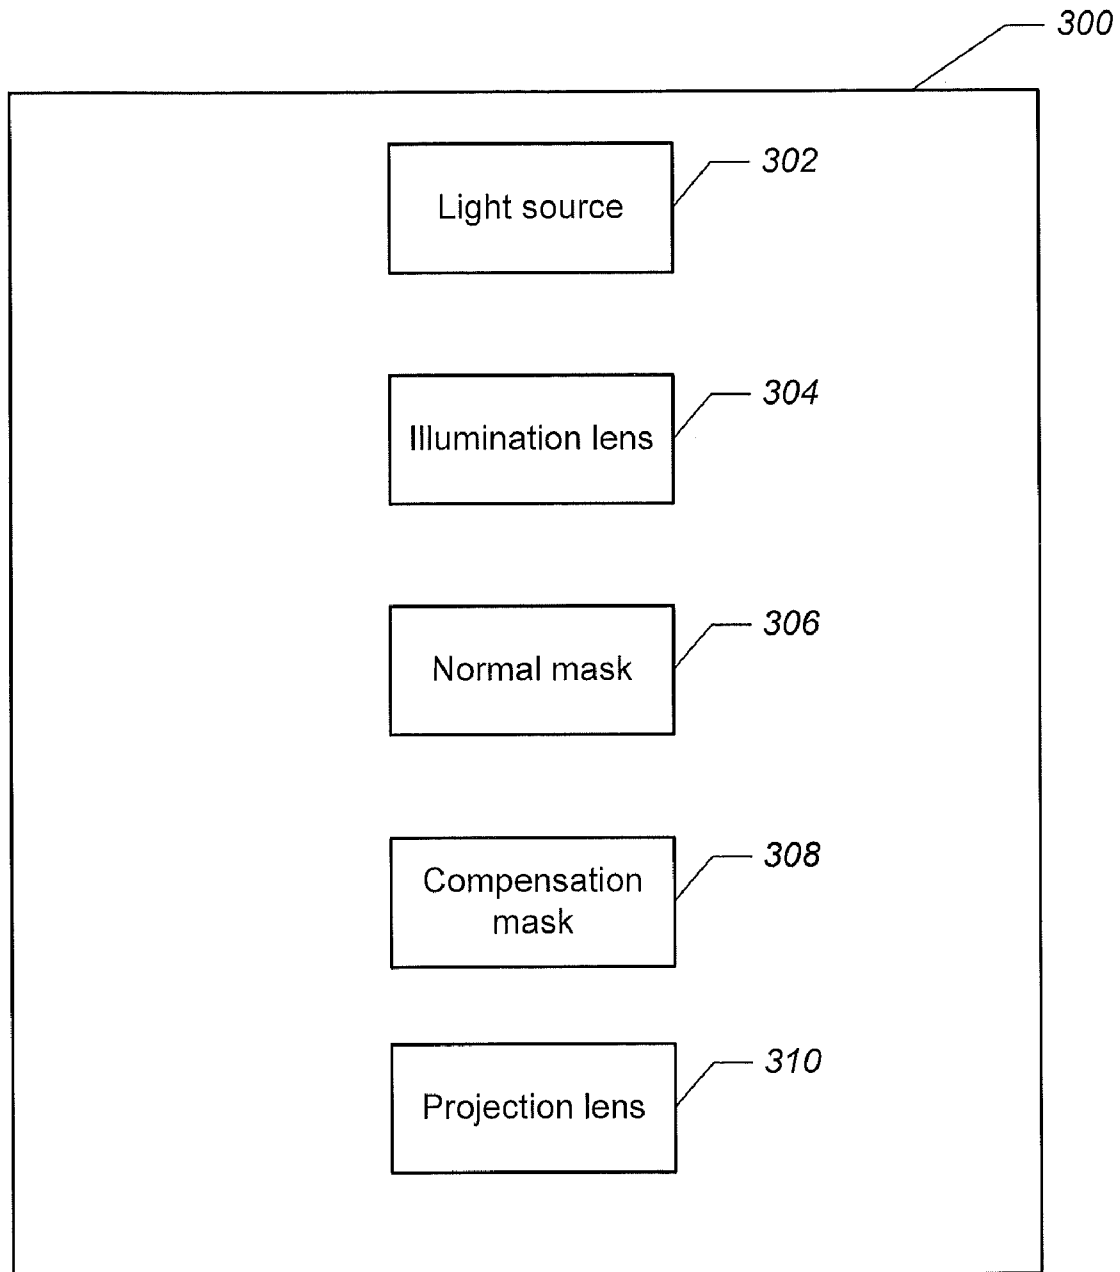 300
302
Light source
304
Illumination lens
306
Normal mask
308
Compensation
mask
310
Projection lens